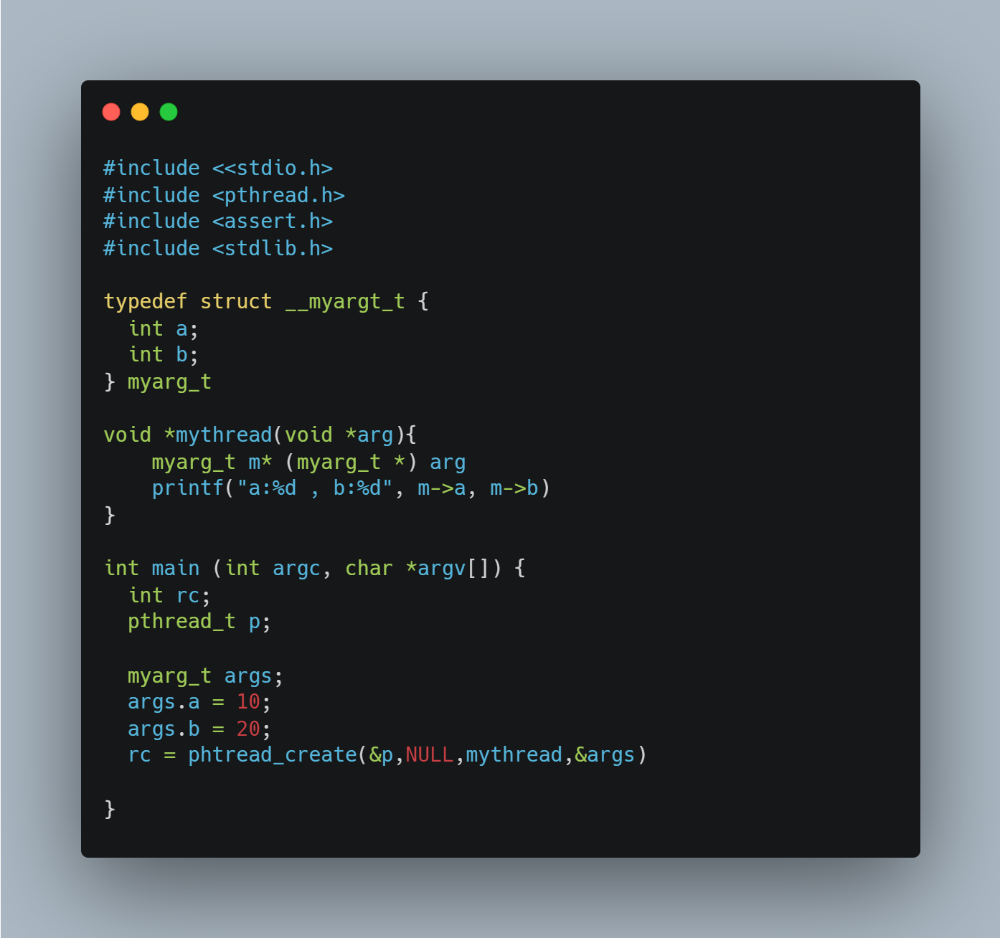 #include <<stdio.h>
#include <pthread.h>
#include <assert.h>
#include <stdlib.h>

typedef struct __myargt_t {
  int a;
  int b;
} myarg_t

void *mythread(void *arg){
    myarg_t m* (myarg_t *) arg
    printf("a:%d , b:%d", m->a, m->b)
}

int main (int argc, char *argv[]) {
  int rc;
  pthread_t p;

  myarg_t args;
  args.a = 10;
  args.b = 20;
  rc = phtread_create(&p,NULL,mythread,&args)

}